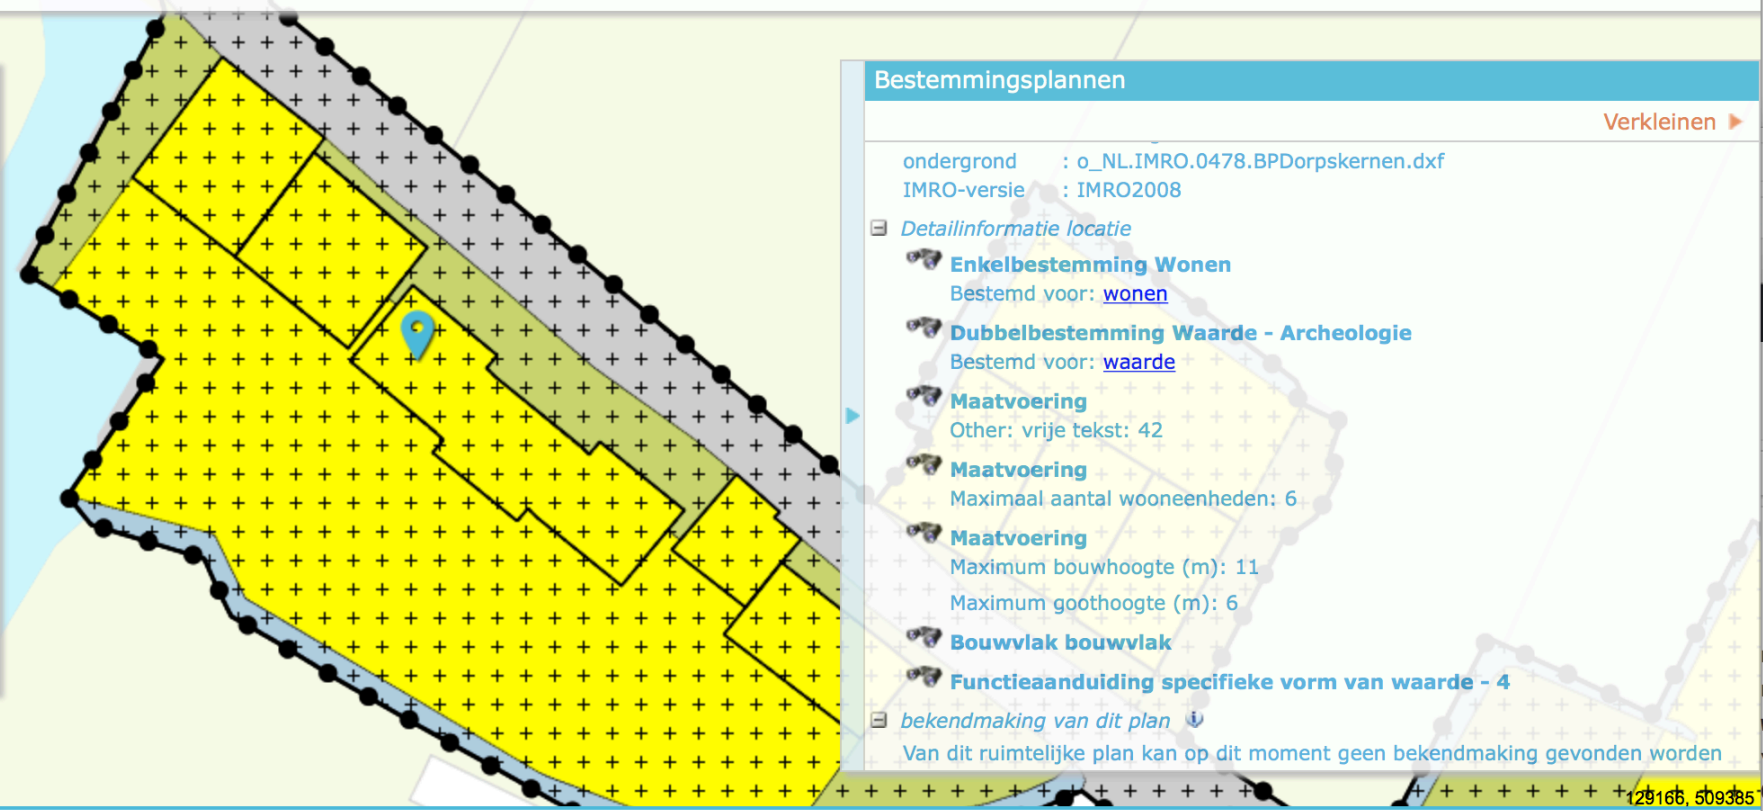 Bestemmingsplannen
Verkleinen
ondergrond : o_NL.IMRO.0478.BPDorpskernen.dxf
IMRO-versie : IMRO2008
Detailinformatie locatie
Enkelbestemming Wonen
Bestemd voor: wonen
Dubbelbestemming Waarde - Archeologie
Bestemd voor: waarde
Maatvoering
Other: vrije tekst: 42
Maatvoering
Maximaal aantal wooneenheden: 6
Maatvoering
Maximum bouwhoogte (m): 11
Maximum goothoogte (m): 6
Bouwvlak bouwvlak
Functieaanduiding specifieke vorm van waarde - 4
bekendmaking van dit plan
Van dit ruimtelijke plan kan op dit moment geen bekendmaking gevonden worden
129166, 509385